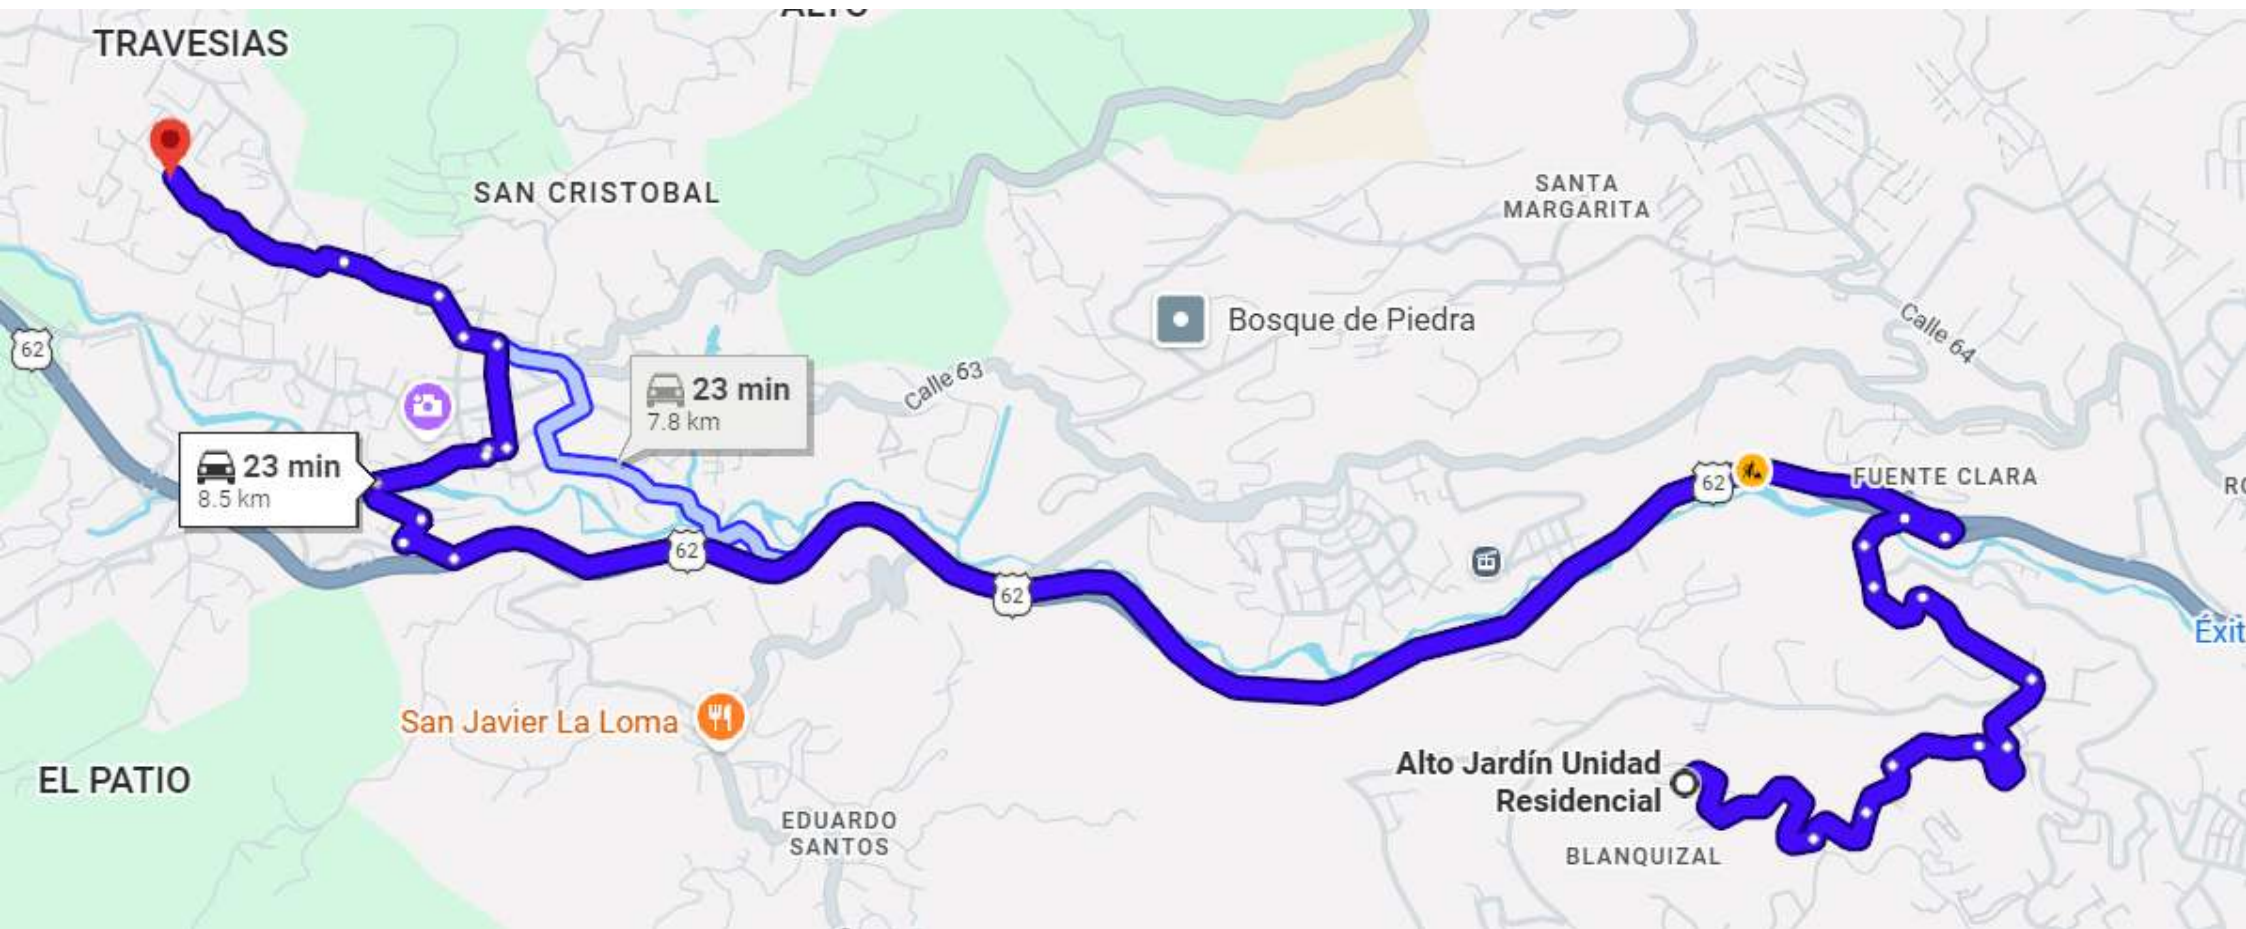 TRAVESIAS
SAN CRISTOBAL
SANTA
MARGARITA
62
Bosque de Piedra
Calle 64
Calle 63
23 min
7.8 km
23 min
8.5 km
62
FUENTE CLARA
62
62
Éxit
San Javier La Loma
Alto Jardín Unidad
Residencial
EL PATIO
EDUARDO
SANTOS
BLANQUIZAL